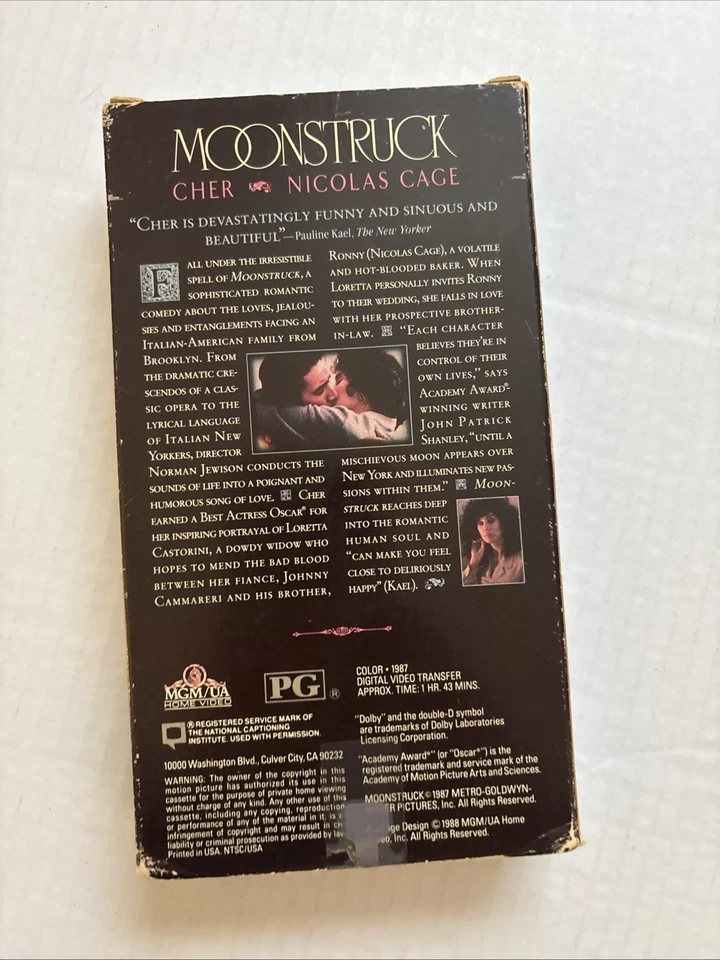 MOONSTRUCK
CHER NICOLAS CAGE
"CHER IS DEVASTATINGLY FUNNY AND SINUOUS AND
BEAUTIFUL"—Pauline Kael, The New Yorker
FALL UNDER THE IRRESISTIBLE
SPELL OF MOONSTRUCK, A
SOPHISTICATED ROMANTIC
COMEDY ABOUT THE LOVES, JEALOU-
SIES AND ENTANGLEMENTS FACING AN
ITALIAN-AMERICAN FAMILY FROM
BROOKLYN. FROM
THE DRAMATIC CRE-
SCENDOS OF A CLAS-
SIC OPERA TO THE
LYRICAL LANGUAGE
OF ITALIAN NEW
YORKERS, DIRECTOR
NORMAN JEWISON CONDUCTS THE
SOUNDS OF LIFE INTO A POIGNANT AND
HUMOROUS SONG OF LOVE. CHER
EARNED A BEST ACTRESS OSCAR® FOR
HER INSPIRING PORTRAYAL OF LORETTA
CASTORINI, A DOWDY WIDOW WHO
HOPES TO MEND THE BAD BLOOD
BETWEEN HER FIANCE, JOHNNY
CAMMARERI AND HIS BROTHER,
RONNY (NICOLAS CAGE), A VOLATILE
AND HOT-BLOODED BAKER. WHEN
LORETTA PERSONALLY INVITES RONNY
TO THEIR WEDDING, SHE FALLS IN LOVE
WITH HER PROSPECTIVE BROTHER-
IN-LAW. "EACH CHARACTER
BELIEVES THEY'RE IN
CONTROL OF THEIR
OWN LIVES," SAYS
ACADEMY AWARD®
WINNING WRITER
JOHN PATRICK
SHANLEY, "UNTIL A
MISCHIEVOUS MOON APPEARS OVER
NEW YORK AND ILLUMINATES NEW PAS-
SIONS WITHIN THEM." MOON-
STRUCK REACHES DEEP
INTO THE ROMANTIC
HUMAN SOUL AND
"CAN MAKE YOU FEEL
CLOSE TO DELIRIOUSLY
HAPPY" (KAEL).
MGM/UA
HOME VIDEO
PG ®
COLOR • 1987
DIGITAL VIDEO TRANSFER
APPROX. TIME: 1 HR. 43 MINS.
® REGISTERED SERVICE MARK OF
THE NATIONAL CAPTIONING
INSTITUTE. USED WITH PERMISSION.
10000 Washington Blvd., Culver City, CA 90232
WARNING: The owner of the copyright in this
motion picture has authorized its use in this
cassette for the purpose of private home viewing
without charge of any kind. Any other use of this
cassette, including any copying, reproduction
or performance of any of the material in it, is
infringement of copyright and may result in
liability or criminal prosecution as provided by
Printed in USA. NTSC/USA
"Dolby" and the double-D symbol
are trademarks of Dolby Laboratories
Licensing Corporation.
"Academy Award®" (or "Oscar®") is the
registered trademark and service mark of the
Academy of Motion Picture Arts and Sciences.
MOONSTRUCK © 1987 METRO-GOLDWYN-
PICTURES, Inc. All Rights Reserved.
Design © 1988 MGM/UA Home
Inc. All Rights Reserved.